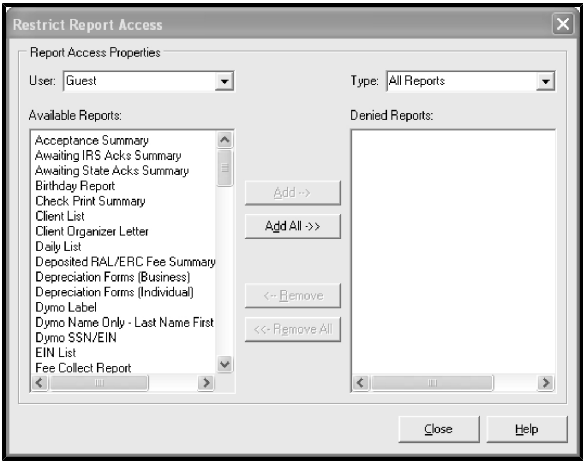 Restrict Report Access
Report Access Properties
User: Guest
Type: All Reports
Available Reports:
Denied Reports:
Acceptance Summary
Awaiting IRS Acks Summary
Awaiting State Acks Summary
Birthday Report
Check Print Summary
Client List
Client Organizer Letter
Daily List
Deposited RAL/ERC Fee Summary
Depreciation Forms (Business)
Depreciation Forms (Individual)
Dymo Label
Dymo Name Only - Last Name First
Dymo SSN/EIN
EIN List
Fee Collect Report
Add -->
Add All ->>
<-- Remove
<<- Remove All
Close
Help